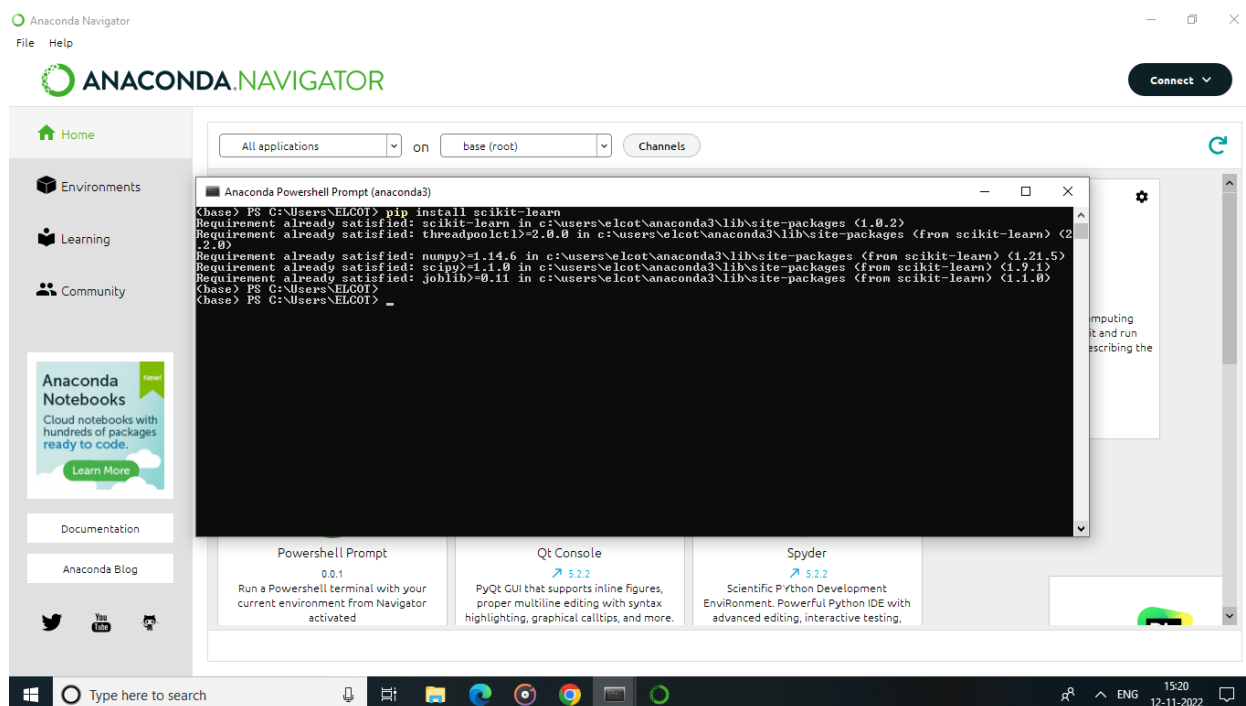 Anaconda Navigator
File Help
ANACONDA.NAVIGATOR
Connect
Home
All applications on base (root) Channels
Environments
Learning
Community
Anaconda Powershell Prompt (anaconda3)
(base) PS C:\Users\ELCOT> pip install scikit-learn
Requirement already satisfied: scikit-learn in c:\users\elcot\anaconda3\lib\site-packages (1.0.2)
Requirement already satisfied: threadpoolctl>=2.0.0 in c:\users\elcot\anaconda3\lib\site-packages (from scikit-learn) (2
.2.0)
Requirement already satisfied: numpy>=1.14.6 in c:\users\elcot\anaconda3\lib\site-packages (from scikit-learn) (1.21.5)
Requirement already satisfied: scipy>=1.1.0 in c:\users\elcot\anaconda3\lib\site-packages (from scikit-learn) (1.9.1)
Requirement already satisfied: joblib>=0.11 in c:\users\elcot\anaconda3\lib\site-packages (from scikit-learn) (1.1.0)
(base) PS C:\Users\ELCOT>
(base) PS C:\Users\ELCOT> _
mputing
it and run
escribing the
Anaconda
Notebooks
New!
Cloud notebooks with
hundreds of packages
ready to code.
Learn More
Documentation
Anaconda Blog
You
Tube
Powershell Prompt
0.0.1
Run a Powershell terminal with your
current environment from Navigator
activated
Qt Console
5.2.2
PyQt GUI that supports inline figures,
proper multiline editing with syntax
highlighting, graphical calltips, and more.
Spyder
5.2.2
Scientific PYthon Development
EnviRonment. Powerful Python IDE with
advanced editing, interactive testing,
Type here to search
ENG
15:20
12-11-2022